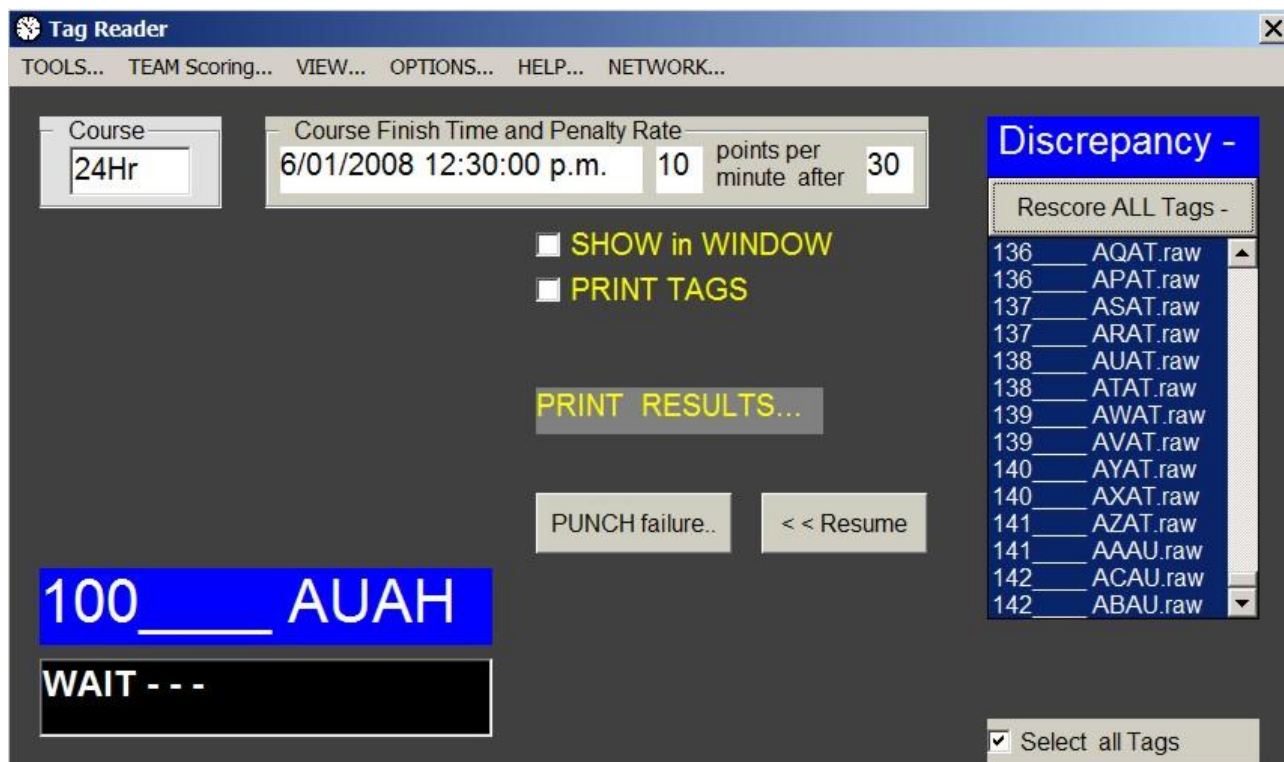 Tag Reader
TOOLS... TEAM Scoring... VIEW... OPTIONS... HELP... NETWORK...
Course
24Hr
Course Finish Time and Penalty Rate
6/01/2008 12:30:00 p.m. 10 points per minute after 30
Discrepancy -
Rescore ALL Tags -
SHOW in WINDOW
PRINT TAGS
PRINT RESULTS...
PUNCH failure.. < < Resume
136____ AQAT.raw
136____ APAT.raw
137____ ASAT.raw
137____ ARAT.raw
138____ AUAT.raw
138____ ATAT.raw
139____ AWAT.raw
139____ AVAT.raw
140____ AYAT.raw
140____ AXAT.raw
141____ AZAT.raw
141____ AAAU.raw
142____ ACAU.raw
142____ ABAU.raw
100____ AUAH
WAIT - - -
Select all Tags